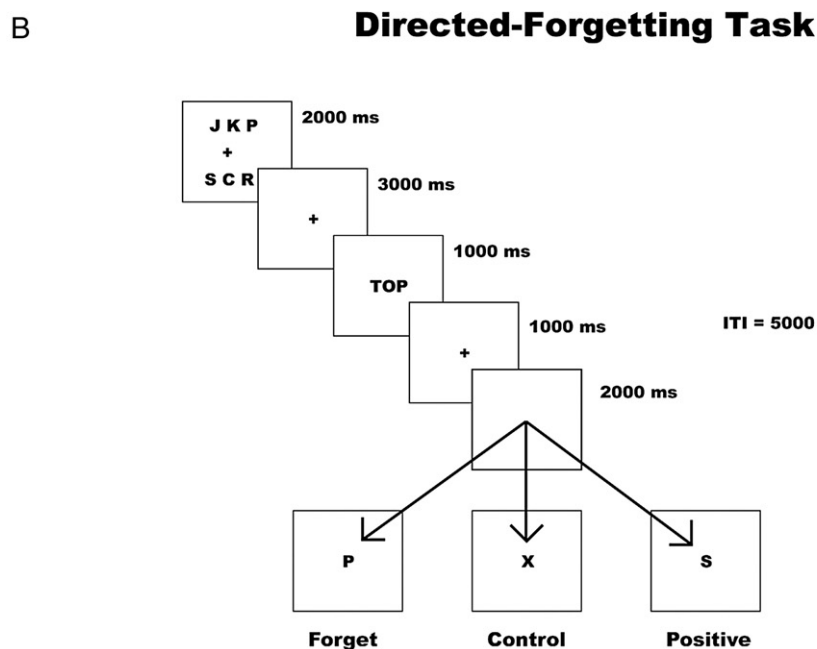 B
Directed-Forgetting Task
J K P
2000 ms
+
S C R
3000 ms
+
1000 ms
TOP
ITI = 5000
1000 ms
+
2000 ms
P
X
S
Forget
Control
Positive